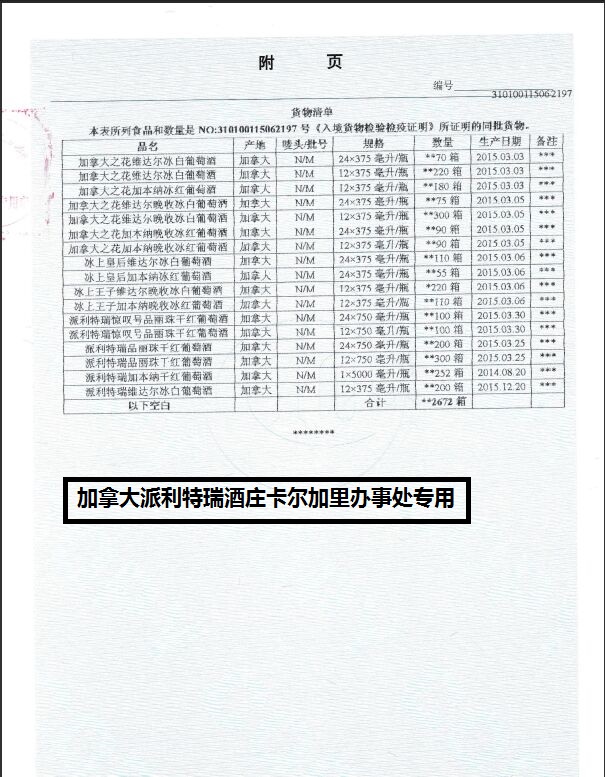 附 页
编号 310100115062197
货物清单
本表所列食品和数量是 NO:310100115062197 号《入境货物检验检疫证明》所证明的同批货物。
品名 产地 唛头/批号 规格 数量 生产日期 备注
加拿大之花维达尔冰白葡萄酒 加拿大 N/M 24×375 毫升/瓶 **70 箱 2015.03.03 ***
加拿大之花维达尔冰白葡萄酒 加拿大 N/M 12×375 毫升/瓶 **220 箱 2015.03.03 ***
加拿大之花加本纳冰红葡萄酒 加拿大 N/M 12×375 毫升/瓶 **180 箱 2015.03.03 ***
加拿大之花维达尔晚收冰白葡萄酒 加拿大 N/M 24×375 毫升/瓶 **75 箱 2015.03.05 ***
加拿大之花维达尔晚收冰白葡萄酒 加拿大 N/M 12×375 毫升/瓶 **300 箱 2015.03.05 ***
加拿大之花加本纳晚收冰红葡萄酒 加拿大 N/M 24×375 毫升/瓶 **90 箱 2015.03.05 ***
加拿大之花加本纳晚收冰红葡萄酒 加拿大 N/M 12×375 毫升/瓶 **90 箱 2015.03.05 ***
冰上皇后维达尔冰白葡萄酒 加拿大 N/M 24×375 毫升/瓶 **110 箱 2015.03.06 ***
冰上皇后加本纳冰红葡萄酒 加拿大 N/M 24×375 毫升/瓶 **55 箱 2015.03.06 ***
冰上王子维达尔晚收冰白葡萄酒 加拿大 N/M 12×375 毫升/瓶 *220 箱 2015.03.06 ***
冰上王子加本纳晚收冰红葡萄酒 加拿大 N/M 12×375 毫升/瓶 **110 箱 2015.03.06 ***
派利特瑞惊叹号品丽珠干红葡萄酒 加拿大 N/M 24×750 毫升/瓶 **100 箱 2015.03.30 ***
派利特瑞惊叹号品丽珠干红葡萄酒 加拿大 N/M 12×750 毫升/瓶 **100 箱 2015.03.30 ***
派利特瑞品丽珠干红葡萄酒 加拿大 N/M 24×750 毫升/瓶 **200 箱 2015.03.25 ***
派利特瑞品丽珠干红葡萄酒 加拿大 N/M 12×750 毫升/瓶 **300 箱 2015.03.25 ***
派利特瑞加本纳干红葡萄酒 加拿大 N/M 1×5000 毫升/瓶 **252 箱 2014.08.20 ***
派利特瑞维达尔冰白葡萄酒 加拿大 N/M 12×375 毫升/瓶 **200 箱 2015.12.20 ***
以下空白 合计 **2672 箱
********
加拿大派利特瑞酒庄卡尔加里办事处专用